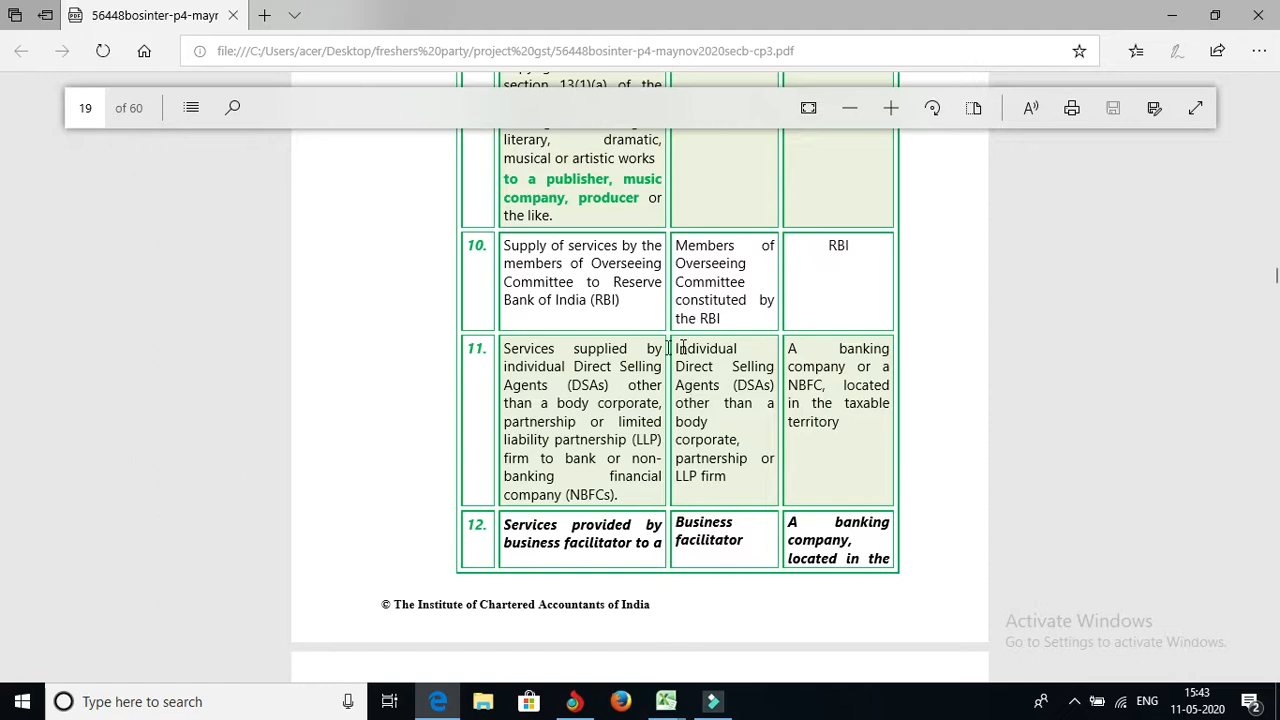 56448bosinter-p4-mayn
file:///C:/Users/acer/Desktop/freshers%20party/project%20gst/56448bosinter-p4-maynov2020secb-cp3.pdf
19 of 60
section 13(1)(a) of the
literary, dramatic,
musical or artistic works
to a publisher, music
company, producer or
the like.
10.
Supply of services by the
members of Overseeing
Committee to Reserve
Bank of India (RBI)
Members of
Overseeing
Committee
constituted by
the RBI
RBI
11.
Services supplied by
individual Direct Selling
Agents (DSAs) other
than a body corporate,
partnership or limited
liability partnership (LLP)
firm to bank or non-
banking financial
company (NBFCs).
Individual
Direct Selling
Agents (DSAs)
other than a
body
corporate,
partnership or
LLP firm
A banking
company or a
NBFC, located
in the taxable
territory
12.
Services provided by
business facilitator to a
Business
facilitator
A banking
company,
located in the
© The Institute of Chartered Accountants of India
Activate Windows
Go to Settings to activate Windows.
Type here to search
ENG
15:43
11-05-2020
2